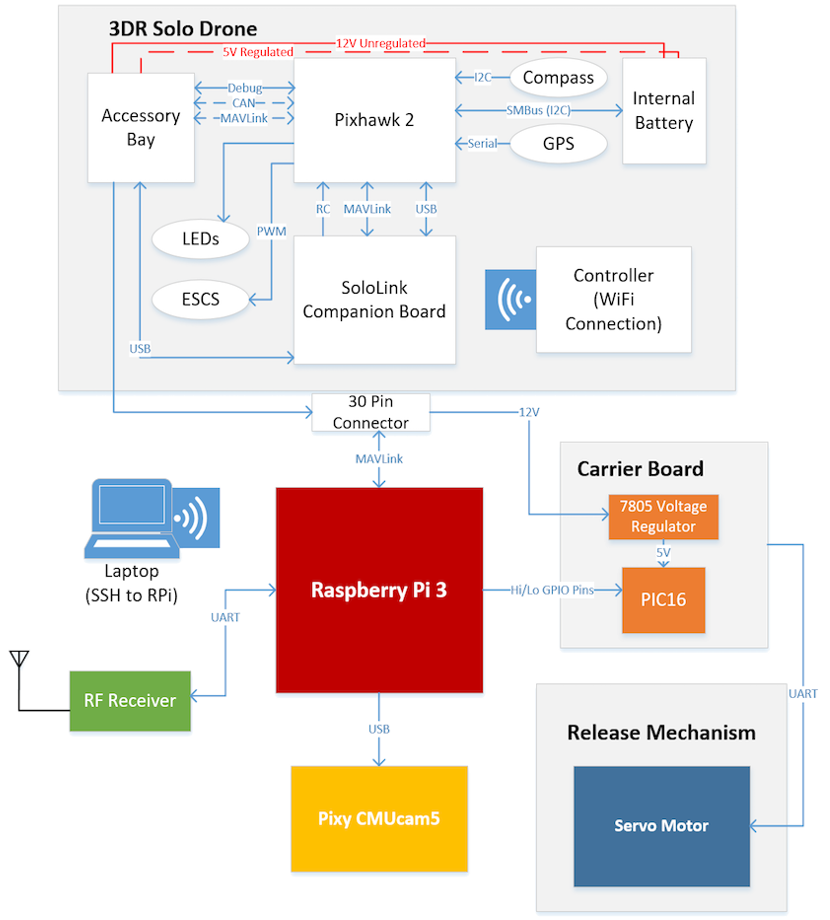 3DR Solo Drone
12V Unregulated
5V Regulated
Accessory
Bay
Debug
CAN
MAVLink
Pixhawk 2
I2C
Compass
SMBus (I2C)
Serial
GPS
Internal
Battery
RC
MAVLink
USB
LEDs
PWM
ESCS
SoloLink
Companion Board
Controller
(WiFi
Connection)
USB
30 Pin
Connector
12V
MAVLink
Carrier Board
7805 Voltage
Regulator
5V
PIC16
Laptop
(SSH to RPi)
Raspberry Pi 3
Hi/Lo GPIO Pins
UART
RF Receiver
USB
UART
Pixy CMUcam5
Release Mechanism
Servo Motor